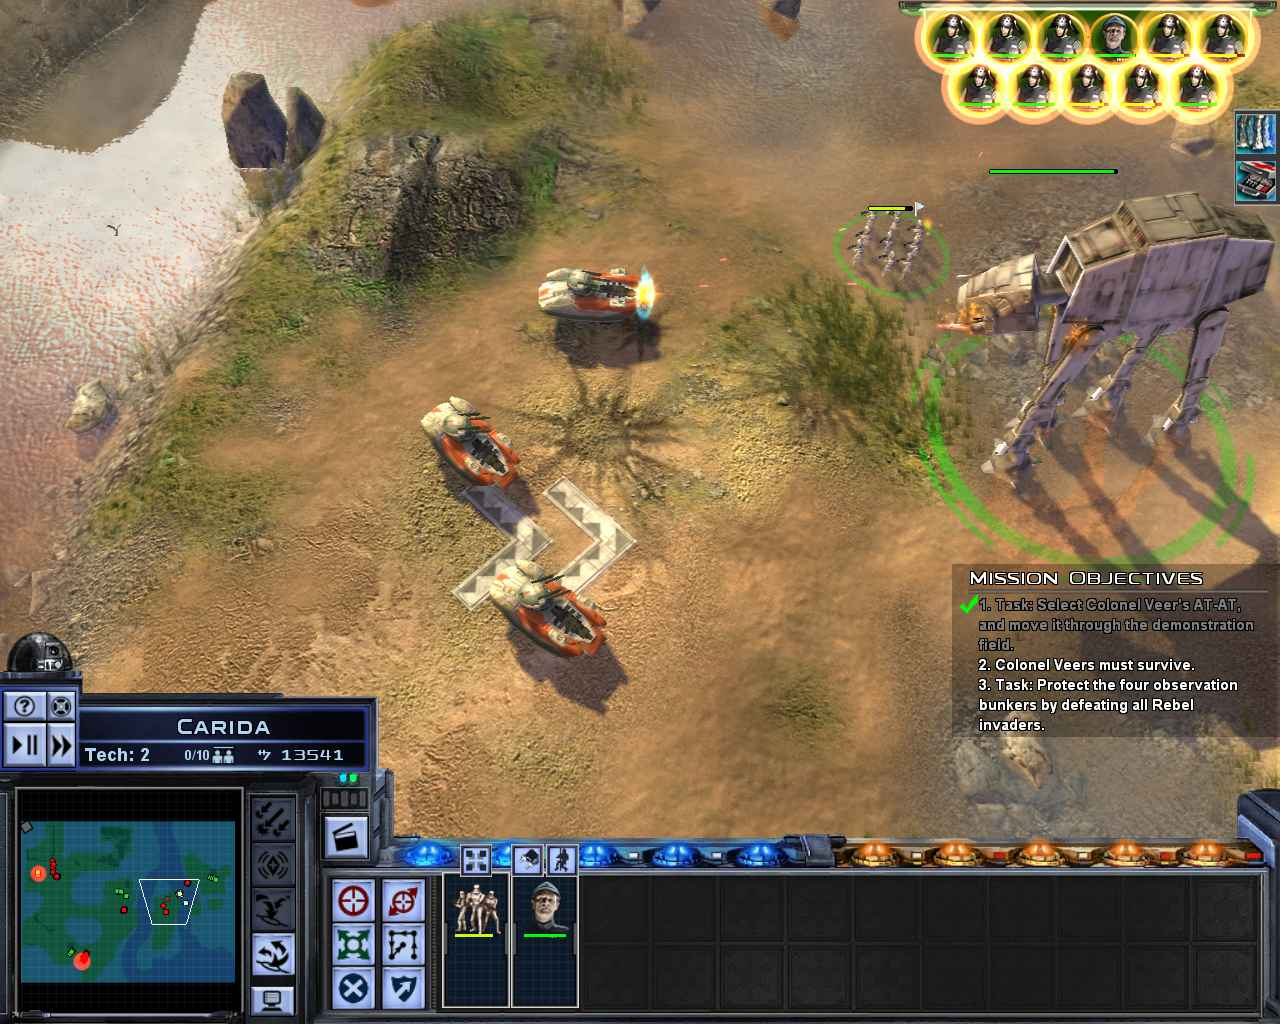 MISSION OBJECTIVES
1. Task: Select Colonel Veer's AT-AT,
and move it through the demonstration
field.
2. Colonel Veers must survive.
3. Task: Protect the four observation
bunkers by defeating all Rebel
invaders.
CARIDA
Tech: 2 0/10 13541